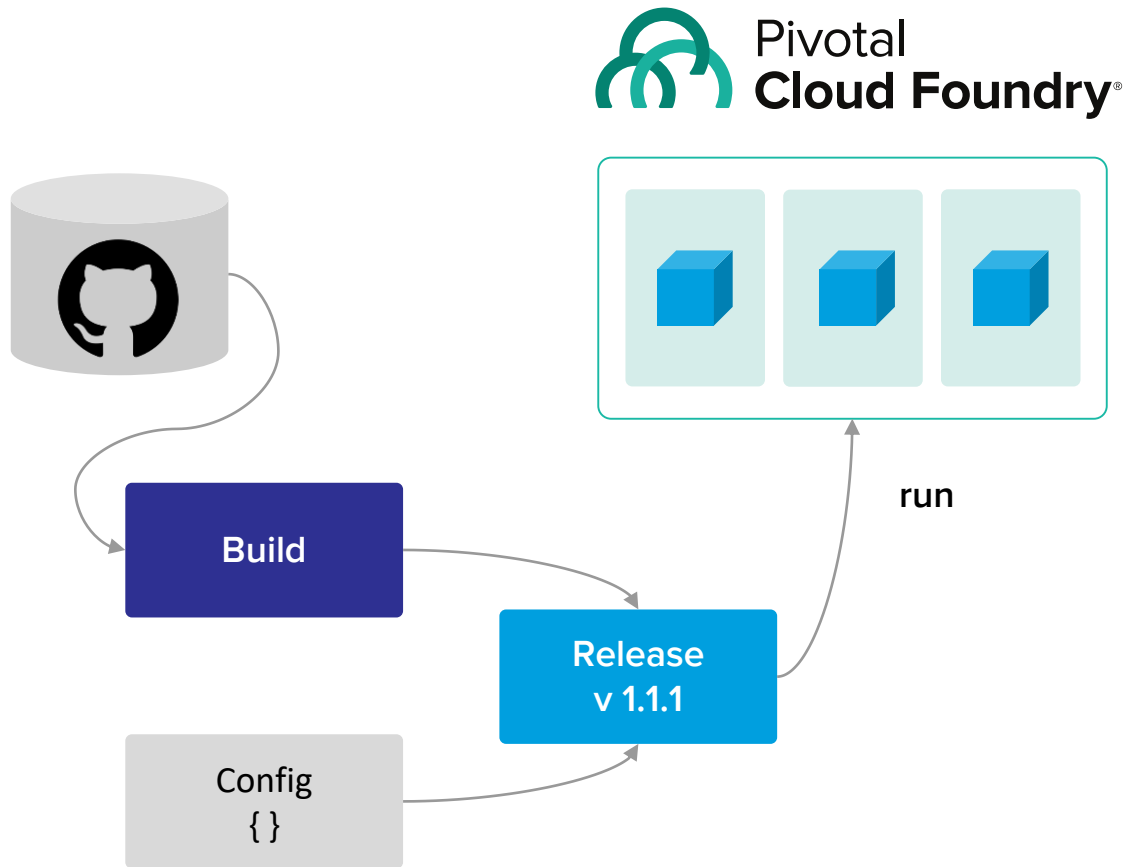 Pivotal
Cloud Foundry®
Build
run
Release
v 1.1.1
Config
{ }